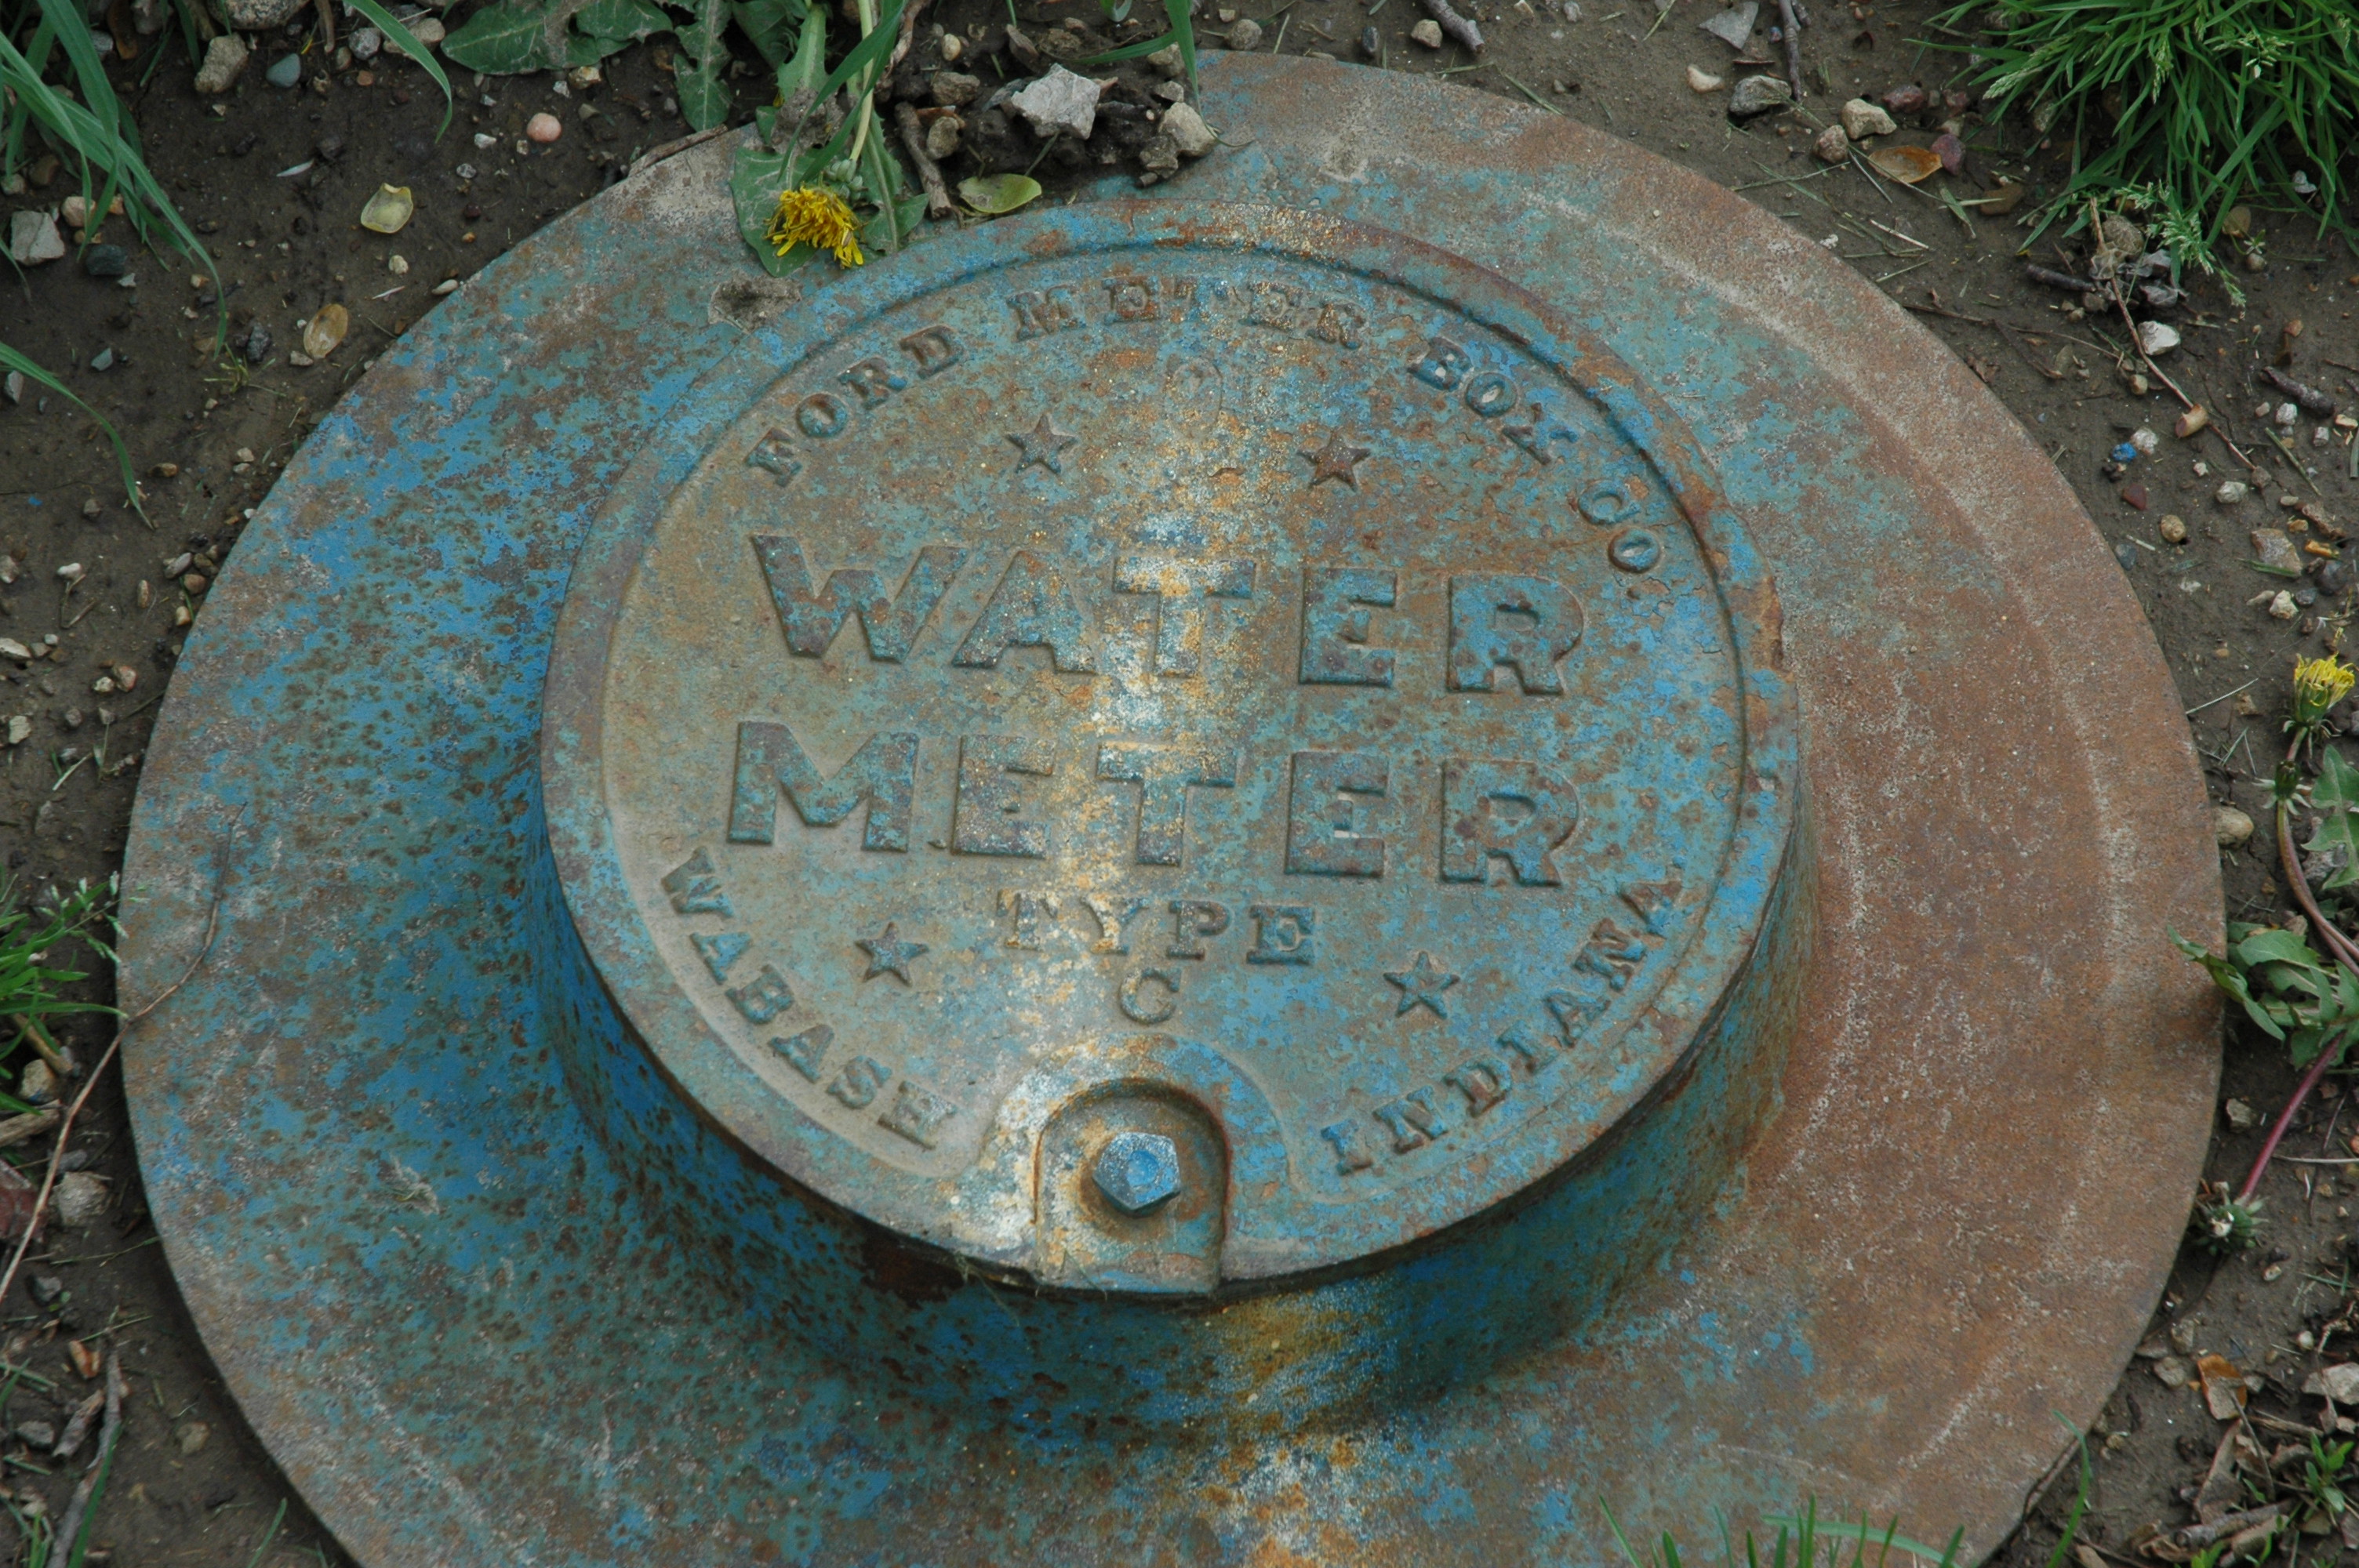 FORD METER BOX CO
WATER
METER
TYPE
C
WABASH INDIANA